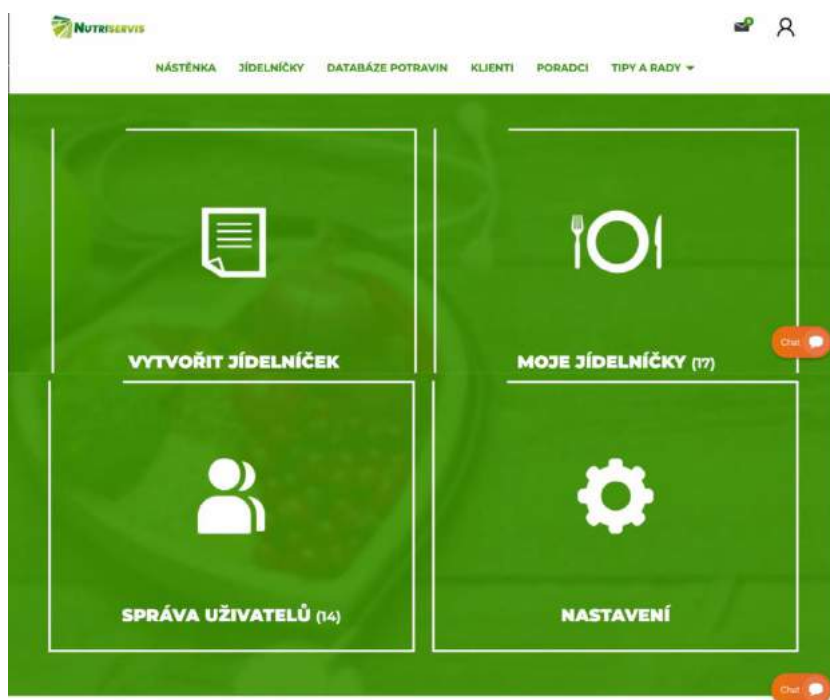 NUTRISERVIS
NÁSTĚNKA JÍDELNÍČKY DATABÁZE POTRAVIN KLIENTI PORADCI TIPY A RADY
VYTVOŘIT JÍDELNÍČEK
MOJE JÍDELNÍČKY (17)
Chat
SPRÁVA UŽIVATELŮ (14)
NASTAVENÍ
Chat